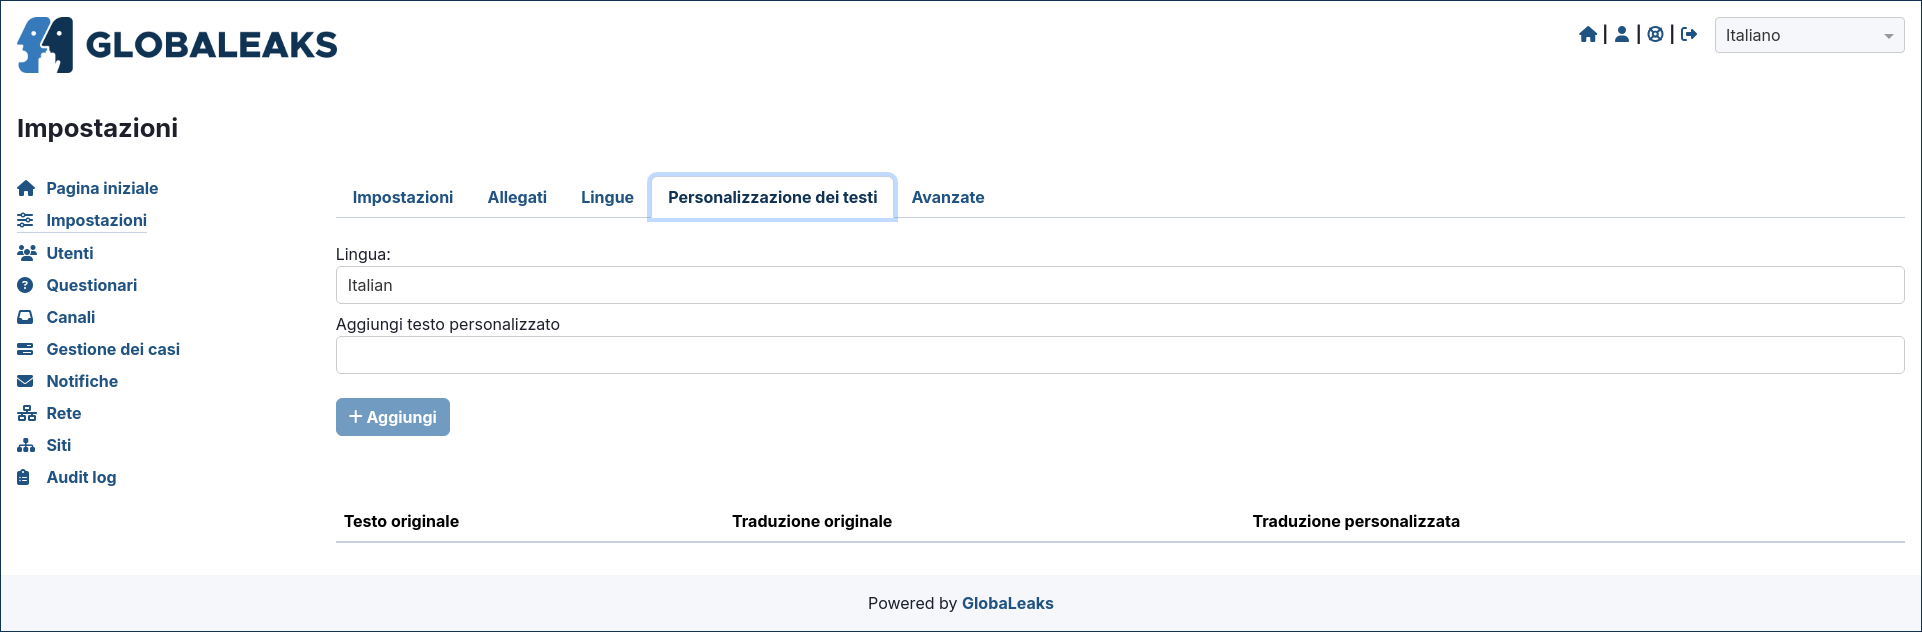 GLOBALEAKS
| | |
Italiano
Impostazioni
Pagina iniziale
Impostazioni
Utenti
Questionari
Canali
Gestione dei casi
Notifiche
Rete
Siti
Audit log
Impostazioni Allegati Lingue Personalizzazione dei testi Avanzate
Lingua:
Italian
Aggiungi testo personalizzato
+ Aggiungi
Testo originale Traduzione originale Traduzione personalizzata
Powered by GlobaLeaks